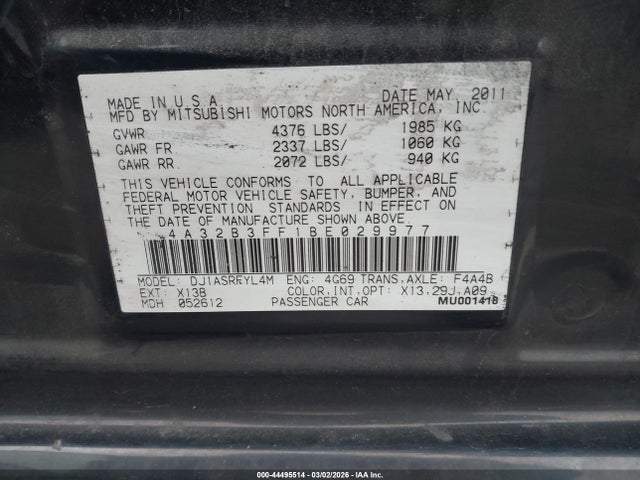 MADE IN U.S.A. DATE MAY 2011
MFD BY MITSUBISHI MOTORS NORTH AMERICA, INC.
GVWR 4376 LBS/ 1985 KG
GAWR FR 2337 LBS/ 1060 KG
GAWR RR. 2072 LBS/ 940 KG
THIS VEHICLE CONFORMS TO ALL APPLICABLE
FEDERAL MOTOR VEHICLE SAFETY, BUMPER, AND
THEFT PREVENTION STANDARDS IN EFFECT ON
THE DATE OF MANUFACTURE SHOWN ABOVE.
4A32B3FF1BE029977
MODEL: DJ1ASRFYL4M ENG: 4G69 TRANS,AXLE: F4A4B
EXT: X13B COLOR,INT,OPT: X13,29J,A09
MDH 052612 PASSENGER CAR MU001416
000-44495514 - 03/02/2026 - IAA Inc.